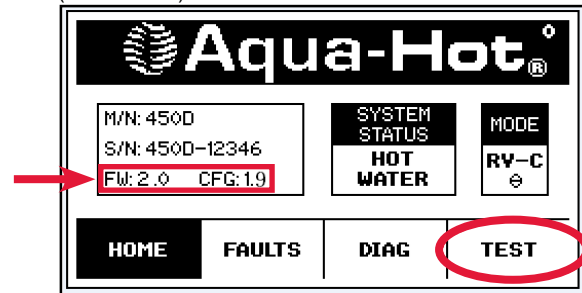 Aqua-Hot®
M/N: 450D
S/N: 450D-12346
FW: 2.0 CFG: 1.9
SYSTEM
STATUS
HOT
WATER
MODE
RV-C
HOME FAULTS DIAG TEST